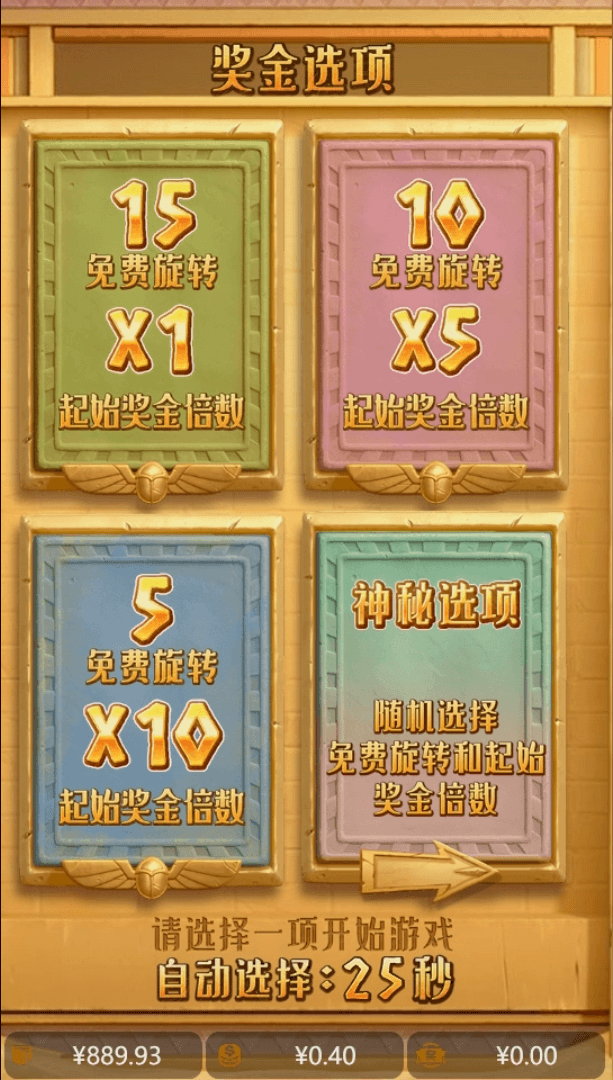 奖金选项
15
免费旋转
X1
起始奖金倍数
10
免费旋转
X5
起始奖金倍数
5
免费旋转
X10
起始奖金倍数
神秘选项
随机选择
免费旋转和起始
奖金倍数
请选择一项开始游戏
自动选择:25秒
¥889.93
¥0.40
¥0.00